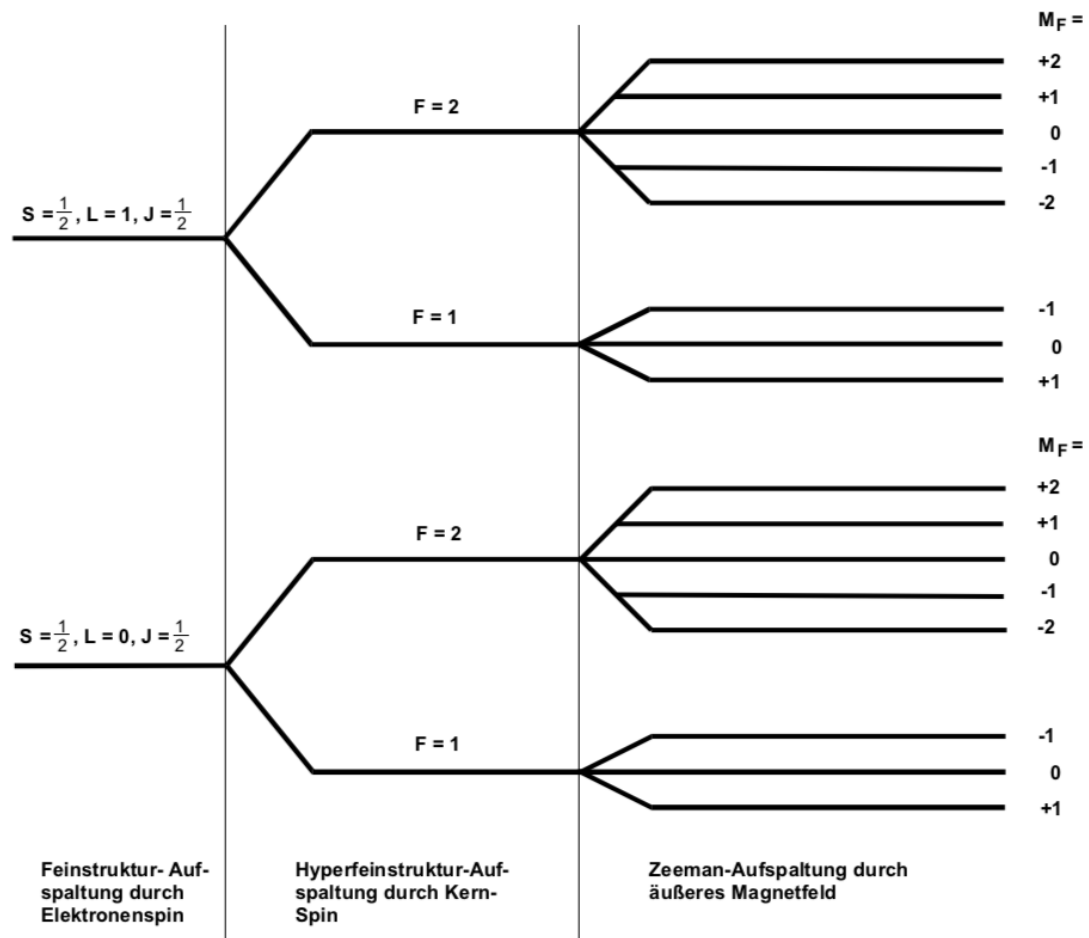 M_F =
+2
+1
F = 2
0
-1
-2
S = 1/2 , L = 1, J = 1/2
F = 1
-1
0
+1
M_F =
+2
+1
F = 2
0
-1
-2
S = 1/2 , L = 0, J = 1/2
F = 1
-1
0
+1
Feinstruktur- Auf-
spaltung durch
Elektronenspin
Hyperfeinstruktur-Auf-
spaltung durch Kern-
Spin
Zeeman-Aufspaltung durch
äußeres Magnetfeld